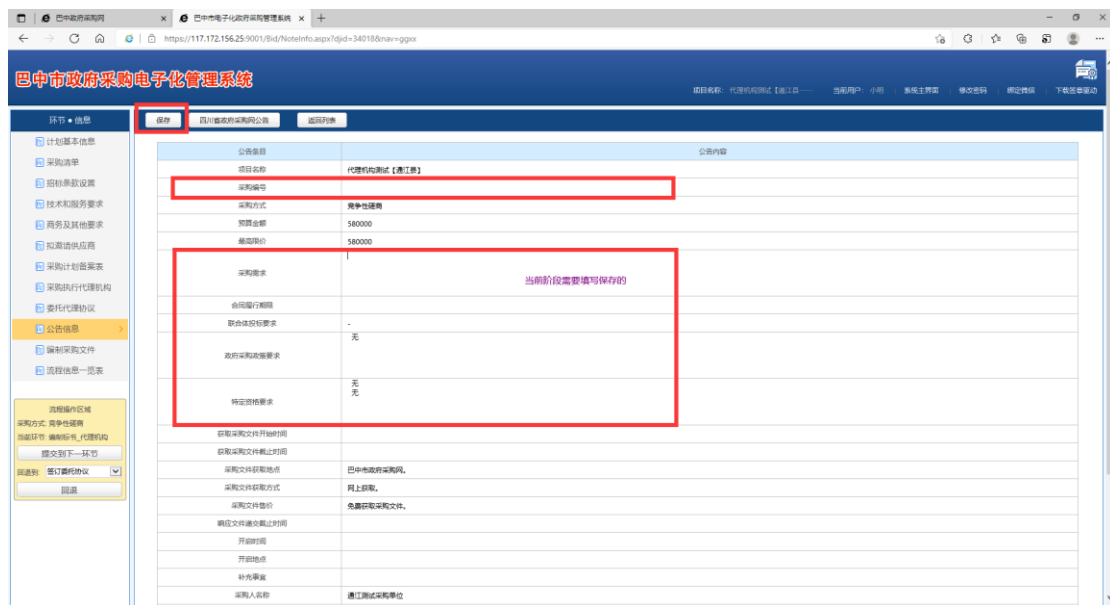 巴中政府采购网
巴中市电子化政府采购管理系统
https://117.172.156.25:9001/Bid/NoteInfo.aspx?djid=34018&nav=ggxx
巴中市政府采购电子化管理系统
项目名称：代理机构测试【通江县······ 当前用户：小明 系统主界面 修改密码 绑定微信 下载签章驱动
环节●信息
计划基本信息
采购清单
招标条款设置
技术和服务要求
商务及其他要求
拟邀请供应商
采购计划备案表
采购执行代理机构
委托代理协议
公告信息
编制采购文件
流程信息一览表
流程操作区域
采购方式: 竞争性磋商
当前环节: 编制标书_代理机构
提交到下一环节
回退到: 签订委托协议
回退
保存 四川省政府采购网公告 返回列表
公告条目 公告内容
项目名称 代理机构测试【通江县】
采购编号
采购方式 竞争性磋商
预算金额 580000
最高限价 580000
采购需求
当前阶段需要填写保存的
合同履行期限
联合体投标要求 -
政府采购政策要求 无
特定资格要求 无
无
获取采购文件开始时间
获取采购文件截止时间
采购文件获取地点 巴中市政府采购网。
采购文件获取方式 网上获取。
采购文件售价 免费获取采购文件。
响应文件递交截止时间
开启时间
开启地点
补充事宜
采购人名称 通江测试采购单位